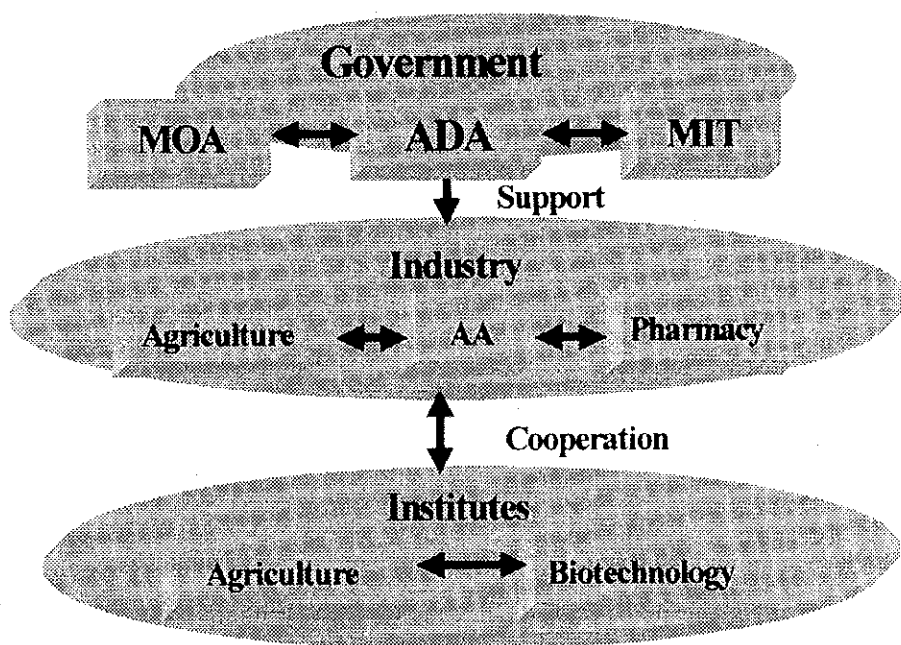 Government
MOA ADA MIT
Support
Industry
Agriculture AA Pharmacy
Cooperation
Institutes
Agriculture Biotechnology